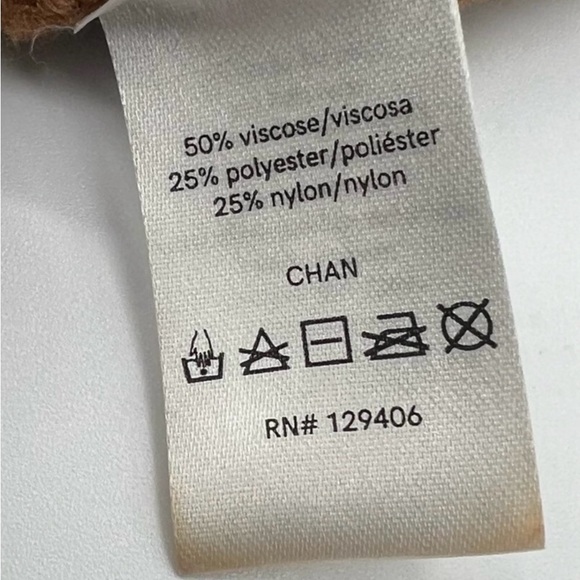 50% viscose/viscosa
25% polyester/poliéster
25% nylon/nylon
CHAN
RN# 129406